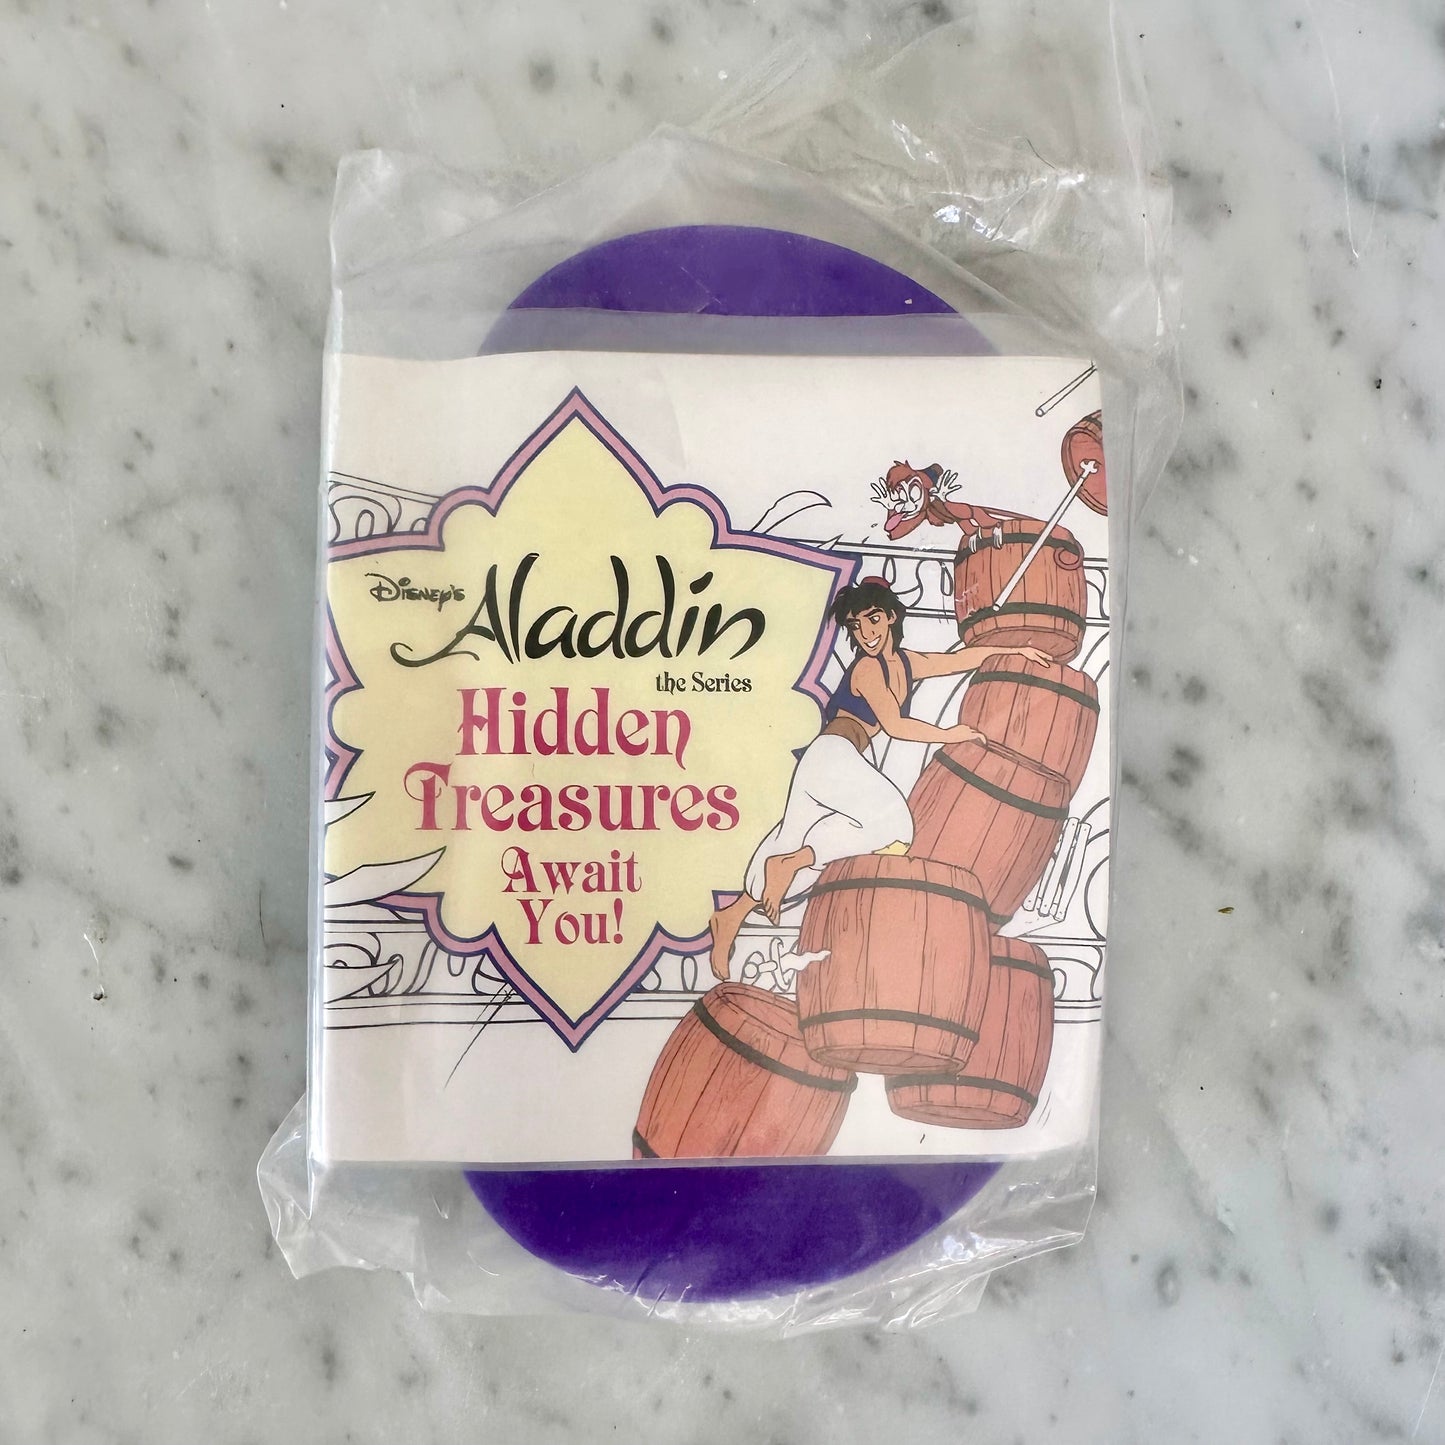 Disney's Aladdin
the Series
Hidden
Treasures
Await
You!